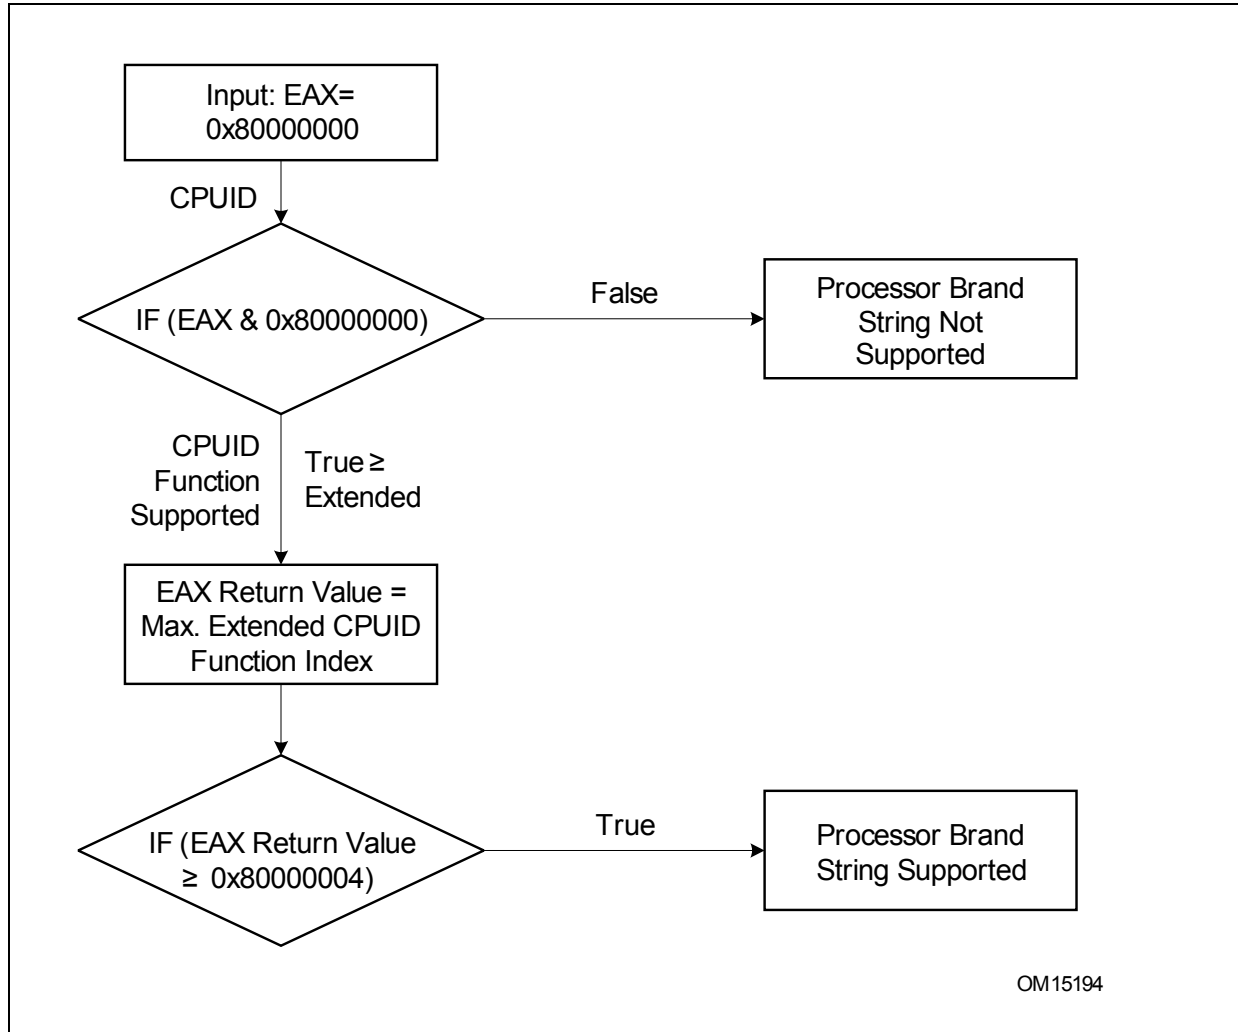 Input: EAX=
0x80000000
CPUID
IF (EAX & 0x80000000)
False
Processor Brand
String Not
Supported
CPUID
Function
Supported
True ≥
Extended
EAX Return Value =
Max. Extended CPUID
Function Index
IF (EAX Return Value
≥ 0x80000004)
True
Processor Brand
String Supported
OM15194